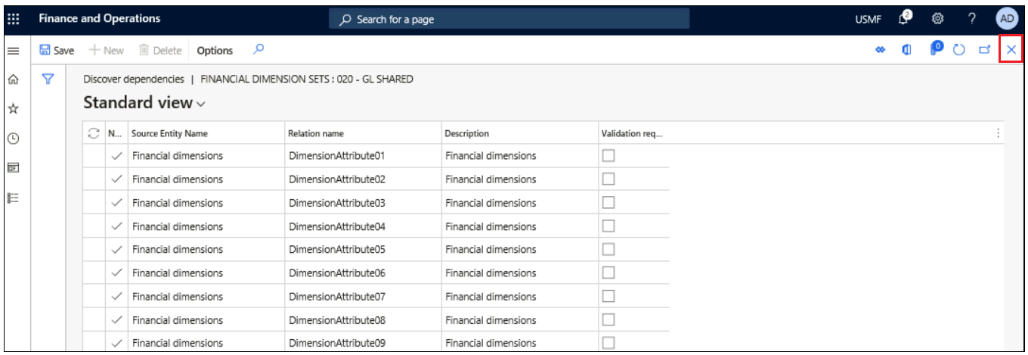 Finance and Operations Search for a page USMF 2 ? AD
Save New Delete Options 0
Discover dependencies | FINANCIAL DIMENSION SETS : 020 - GL SHARED
Standard view
N... Source Entity Name Relation name Description Validation req...
Financial dimensions DimensionAttribute01 Financial dimensions
Financial dimensions DimensionAttribute02 Financial dimensions
Financial dimensions DimensionAttribute03 Financial dimensions
Financial dimensions DimensionAttribute04 Financial dimensions
Financial dimensions DimensionAttribute05 Financial dimensions
Financial dimensions DimensionAttribute06 Financial dimensions
Financial dimensions DimensionAttribute07 Financial dimensions
Financial dimensions DimensionAttribute08 Financial dimensions
Financial dimensions DimensionAttribute09 Financial dimensions